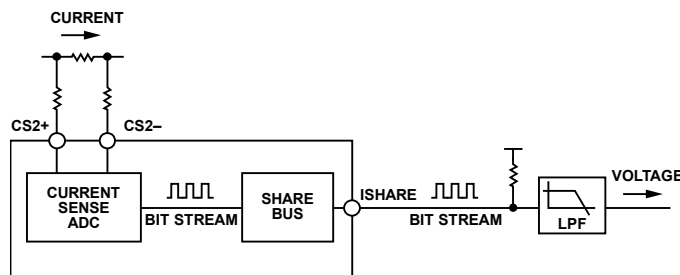 CURRENT
CS2+
CS2–
CURRENT
SENSE
ADC
BIT STREAM
SHARE
BUS
ISHARE
BIT STREAM
LPF
VOLTAGE